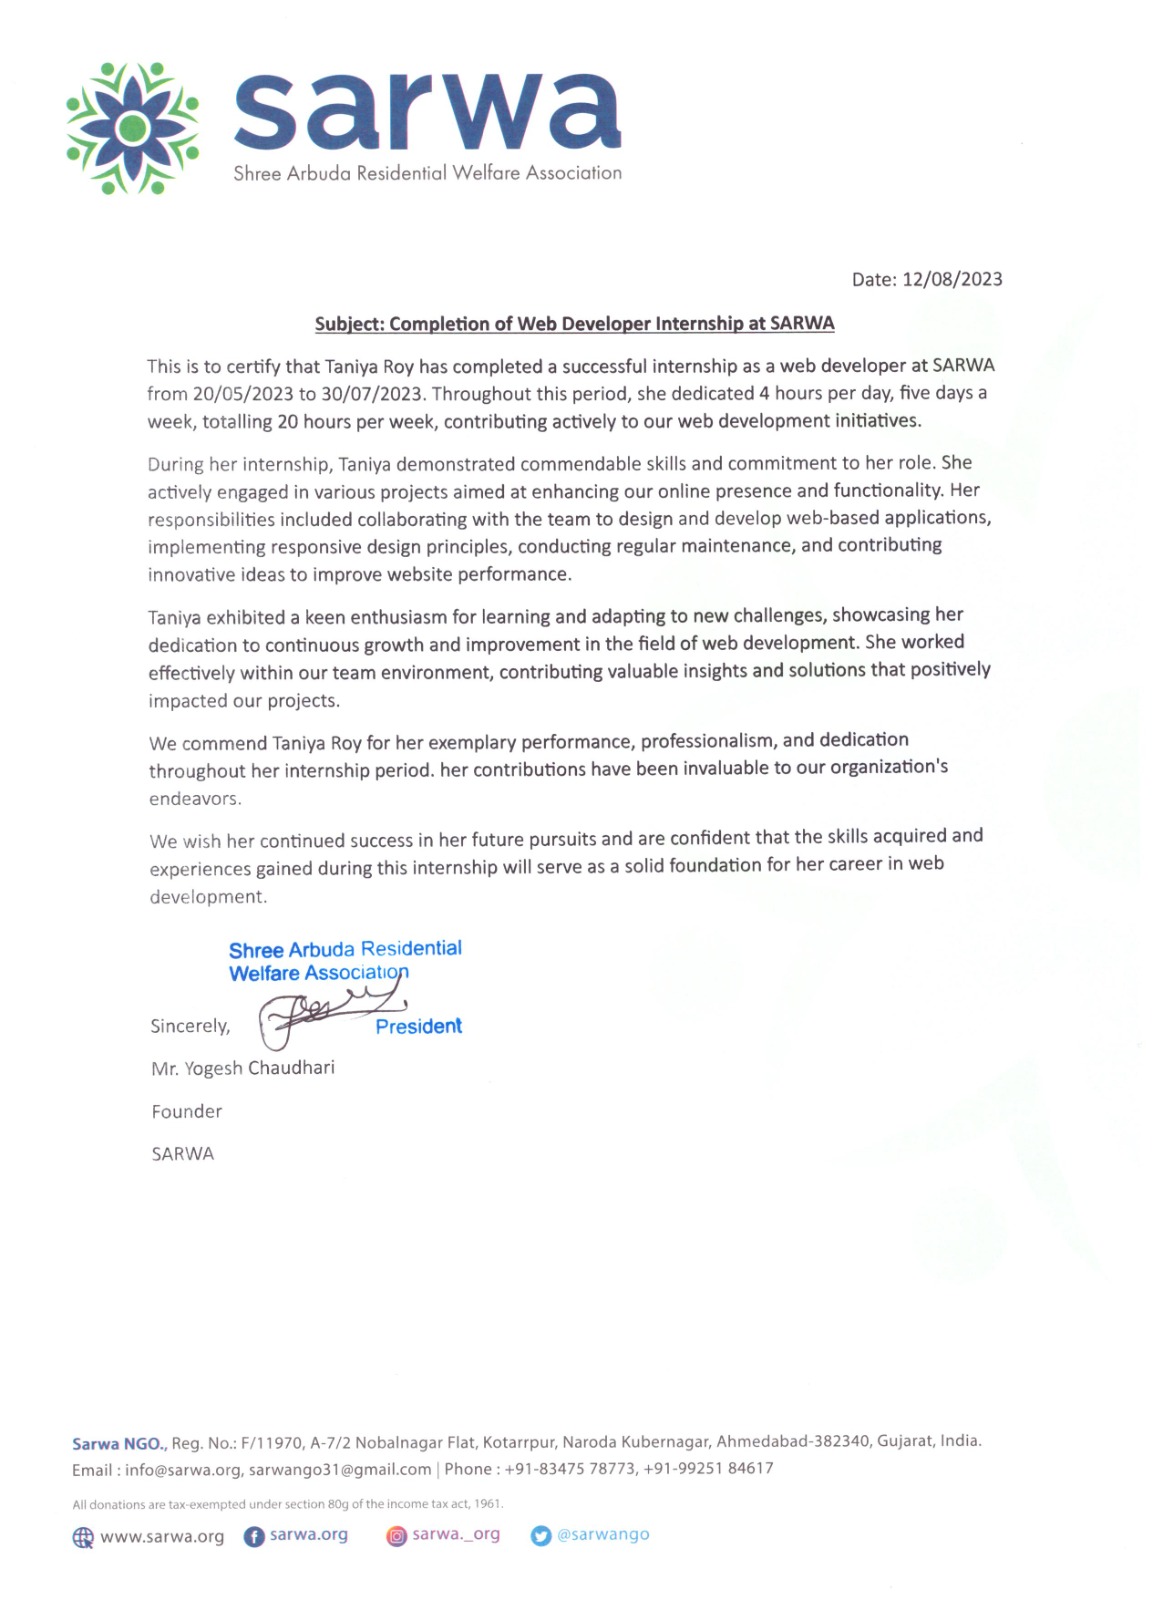 sarwa
Shree Arbuda Residential Welfare Association
Date: 12/08/2023
Subject: Completion of Web Developer Internship at SARWA
This is to certify that Taniya Roy has completed a successful internship as a web developer at SARWA
from 20/05/2023 to 30/07/2023. Throughout this period, she dedicated 4 hours per day, five days a
week, totalling 20 hours per week, contributing actively to our web development initiatives.
During her internship, Taniya demonstrated commendable skills and commitment to her role. She
actively engaged in various projects aimed at enhancing our online presence and functionality. Her
responsibilities included collaborating with the team to design and develop web-based applications,
implementing responsive design principles, conducting regular maintenance, and contributing
innovative ideas to improve website performance.
Taniya exhibited a keen enthusiasm for learning and adapting to new challenges, showcasing her
dedication to continuous growth and improvement in the field of web development. She worked
effectively within our team environment, contributing valuable insights and solutions that positively
impacted our projects.
We commend Taniya Roy for her exemplary performance, professionalism, and dedication
throughout her internship period. her contributions have been invaluable to our organization's
endeavors.
We wish her continued success in her future pursuits and are confident that the skills acquired and
experiences gained during this internship will serve as a solid foundation for her career in web
development.
Shree Arbuda Residential
Welfare Association
Sincerely,
President
Mr. Yogesh Chaudhari
Founder
SARWA
Sarwa NGO., Reg. No.: F/11970, A-7/2 Nobalnagar Flat, Kotarrpur, Naroda Kubernagar, Ahmedabad-382340, Gujarat, India.
Email : info@sarwa.org, sarwango31@gmail.com | Phone : +91-83475 78773, +91-99251 84617
All donations are tax-exempted under section 80g of the income tax act, 1961.
www.sarwa.org sarwa.org sarwa._org @sarwango